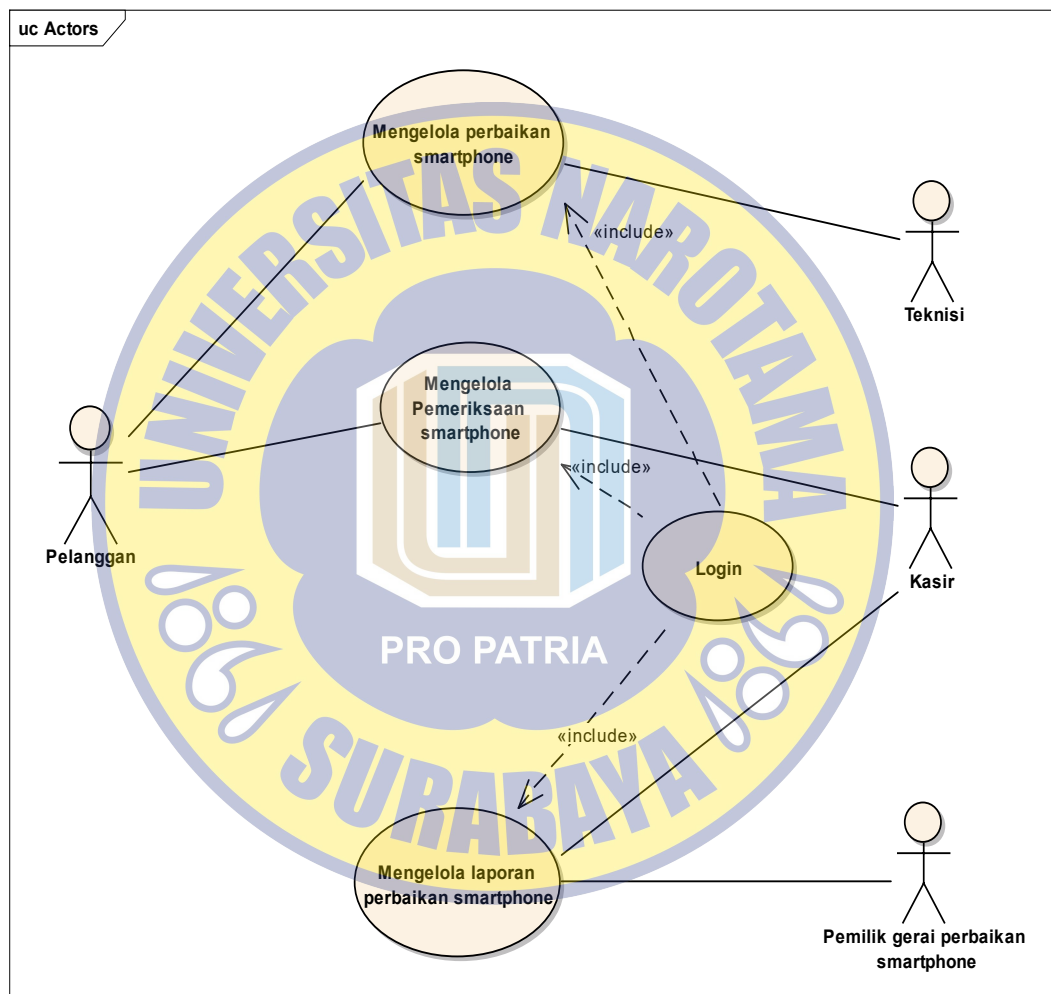 uc Actors
Mengelola perbaikan
smartphone
UNIVERSITAS NAROTAMA
«include»
Teknisi
Mengelola
Pemeriksaan
smartphone
«include»
Pelanggan
Login
Kasir
PRO PATRIA
«include»
SURABAYA
Mengelola laporan
perbaikan smartphone
Pemilik gerai perbaikan
smartphone